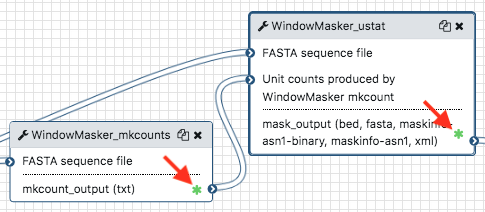 WindowMasker_ustat
FASTA sequence file
Unit counts produced by
WindowMasker mkcount
mask_output (bed, fasta, maskinfo-
asn1-binary, maskinfo-asn1, xml)
WindowMasker_mkcounts
FASTA sequence file
mkcount_output (txt)